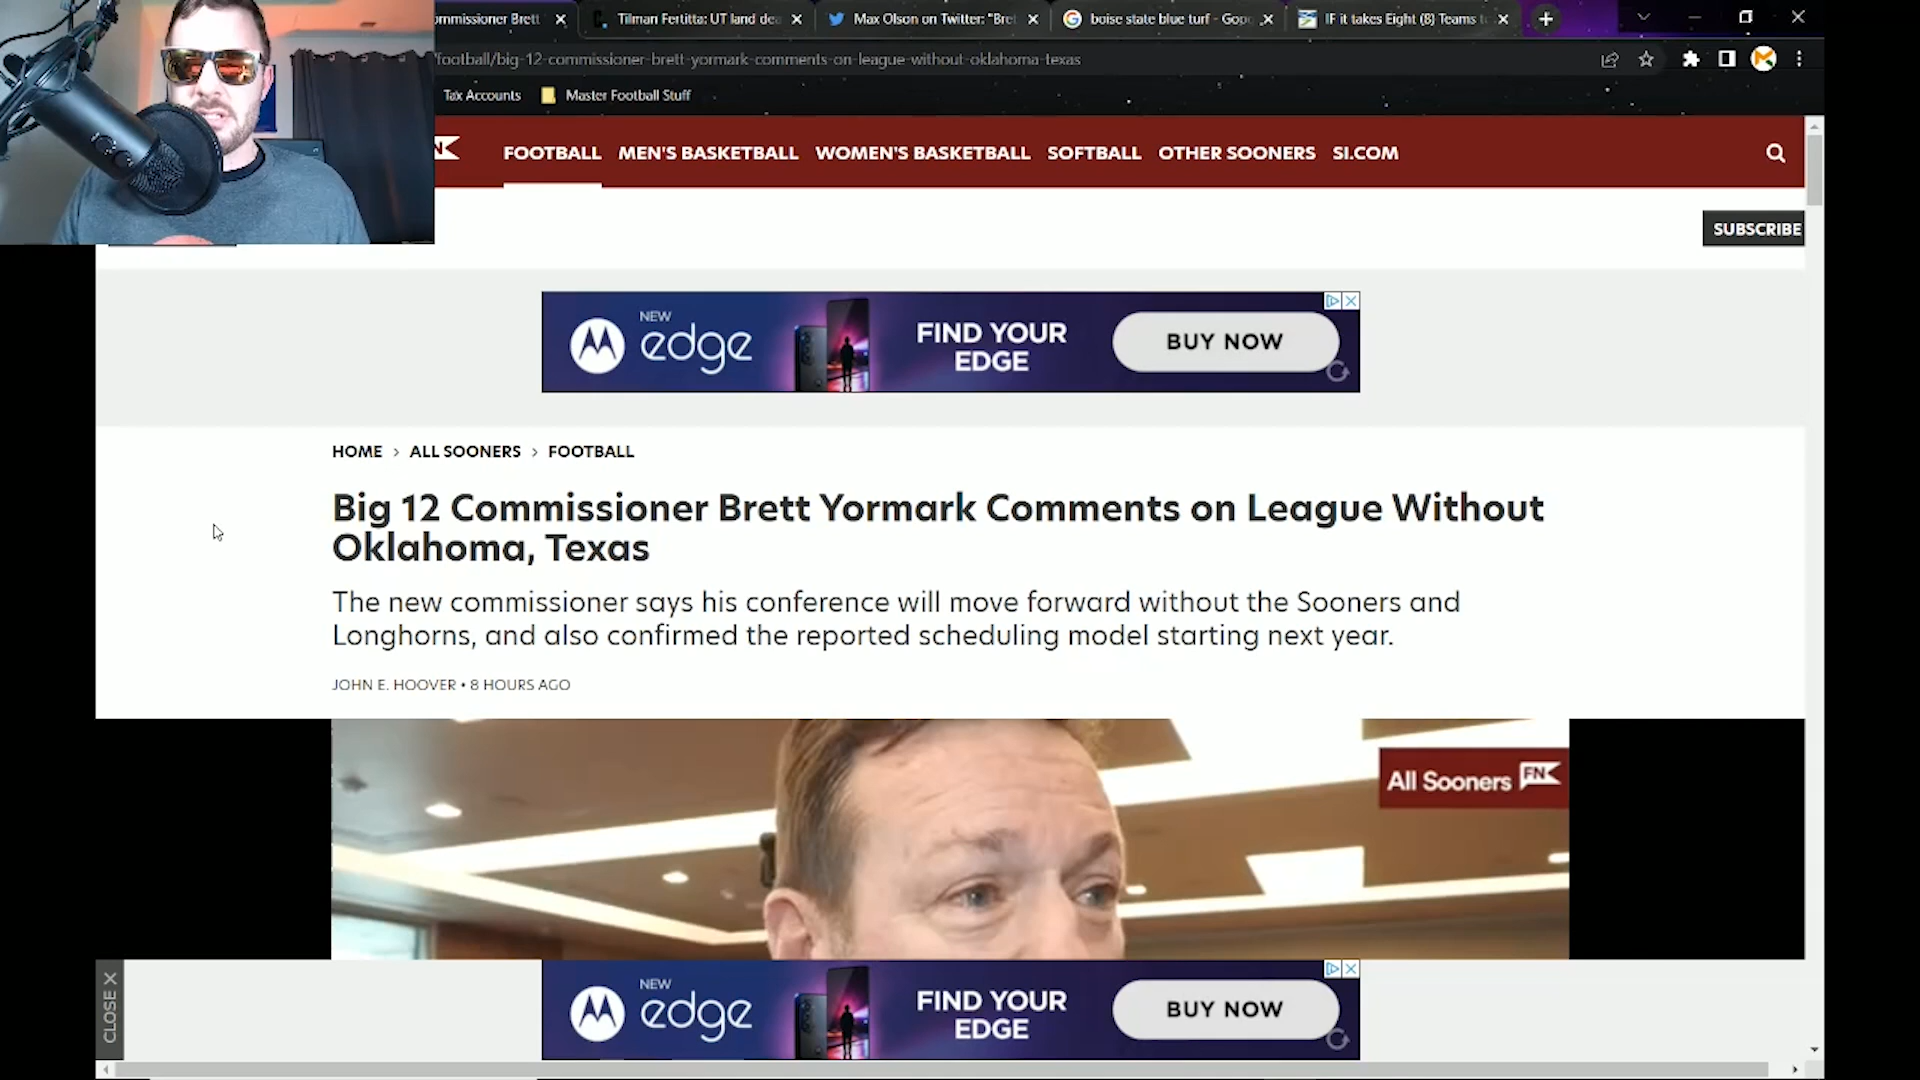 ommissioner Brett
Tilman Fertitta: UT land dea
Max Olson on Twitter: "Bret
boise state blue turf - Goog
IF it takes Eight (8) Teams to
/football/big-12-commissioner-brett-yormark-comments-on-league-without-oklahoma-texas
Tax Accounts
Master Football Stuff
FN
FOOTBALL
MEN'S BASKETBALL
WOMEN'S BASKETBALL
SOFTBALL
OTHER SOONERS
SI.COM
SUBSCRIBE
NEW
edge
FIND YOUR
EDGE
BUY NOW
HOME > ALL SOONERS > FOOTBALL
Big 12 Commissioner Brett Yormark Comments on League Without
Oklahoma, Texas
The new commissioner says his conference will move forward without the Sooners and
Longhorns, and also confirmed the reported scheduling model starting next year.
JOHN E. HOOVER • 8 HOURS AGO
All Sooners FN
CLOSE X
NEW
edge
FIND YOUR
EDGE
BUY NOW